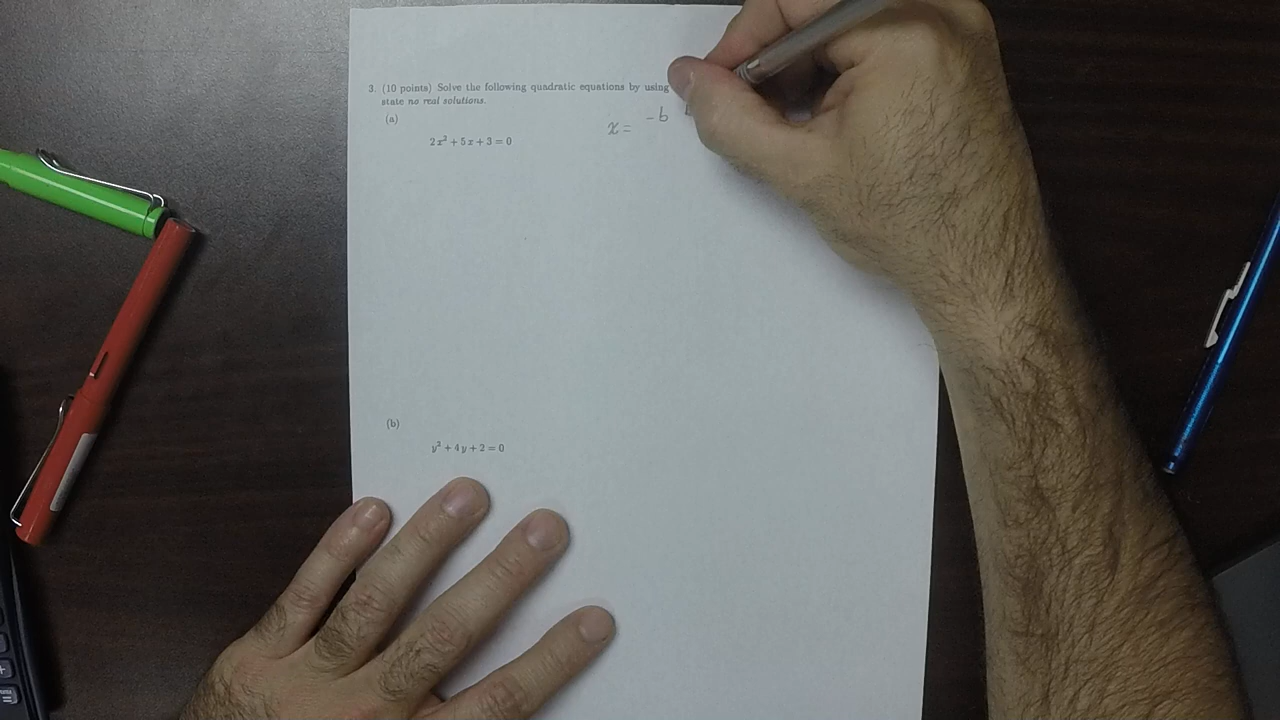 3. (10 points) Solve the following quadratic equations by using
state no real solutions.
(a)
x = -b
2x² + 5x + 3 = 0
(b)
y² + 4y + 2 = 0